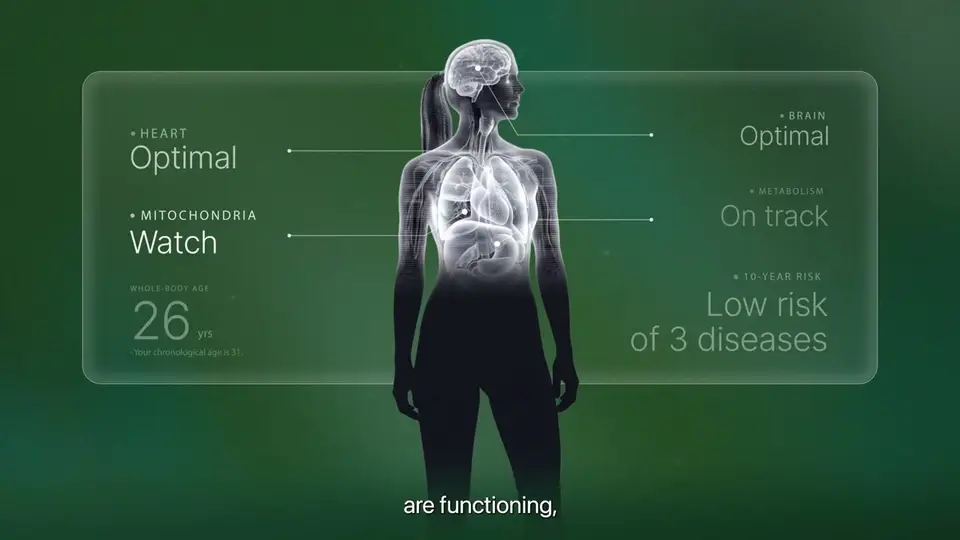 • HEART
Optimal
• MITOCHONDRIA
Watch
WHOLE-BODY AGE
26 yrs
Your chronological age is 31.
• BRAIN
Optimal
• METABOLISM
On track
• 10-YEAR RISK
Low risk
of 3 diseases
are functioning,